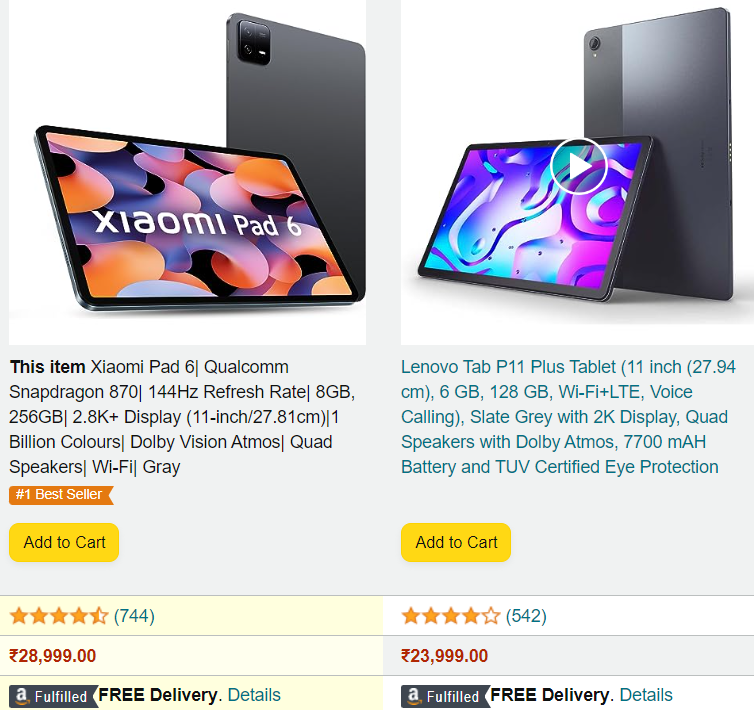 XIAOMI Pad 6
This item Xiaomi Pad 6| Qualcomm
Snapdragon 870| 144Hz Refresh Rate| 8GB,
256GB| 2.8K+ Display (11-inch/27.81cm)|1
Billion Colours| Dolby Vision Atmos| Quad
Speakers| Wi-Fi| Gray
#1 Best Seller
Add to Cart
Lenovo Tab P11 Plus Tablet (11 inch (27.94
cm), 6 GB, 128 GB, Wi-Fi+LTE, Voice
Calling), Slate Grey with 2K Display, Quad
Speakers with Dolby Atmos, 7700 mAH
Battery and TUV Certified Eye Protection
Add to Cart
(744)
(542)
₹28,999.00
₹23,999.00
a Fulfilled FREE Delivery. Details
a Fulfilled FREE Delivery. Details